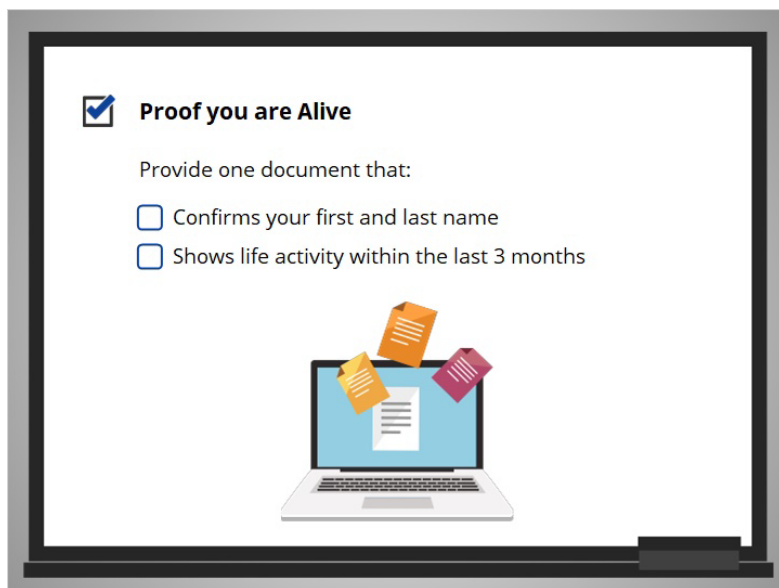 Proof you are Alive
Provide one document that:
Confirms your first and last name
Shows life activity within the last 3 months